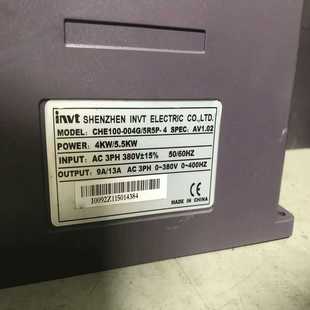 invt SHENZHEN INVT ELECTRIC CO.,LTD.
MODEL: CHE100-004G/5R5P-4 SPEC. AV1.02
POWER: 4KW/5.5KW
INPUT: AC 3PH 380V±15% 50/60HZ
OUTPUT: 9A/13A AC 3PH 0~380V 0~400HZ
10092Z115014384
CE
MADE IN CHINA